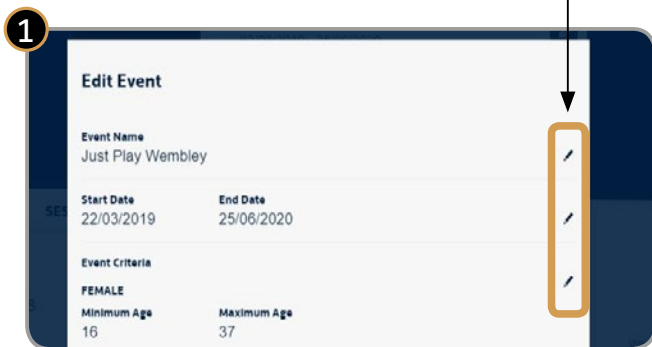 1
Edit Event
Event Name
Just Play Wembley
Start Date End Date
22/03/2019 25/06/2020
SES
Event Criteria
FEMALE
Minimum Age Maximum Age
16 37